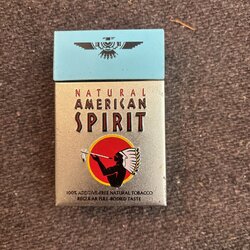 NATURAL
AMERICAN
SPIRIT
100% ADDITIVE-FREE NATURAL TOBACCO
REGULAR FULL-BODIED TASTE